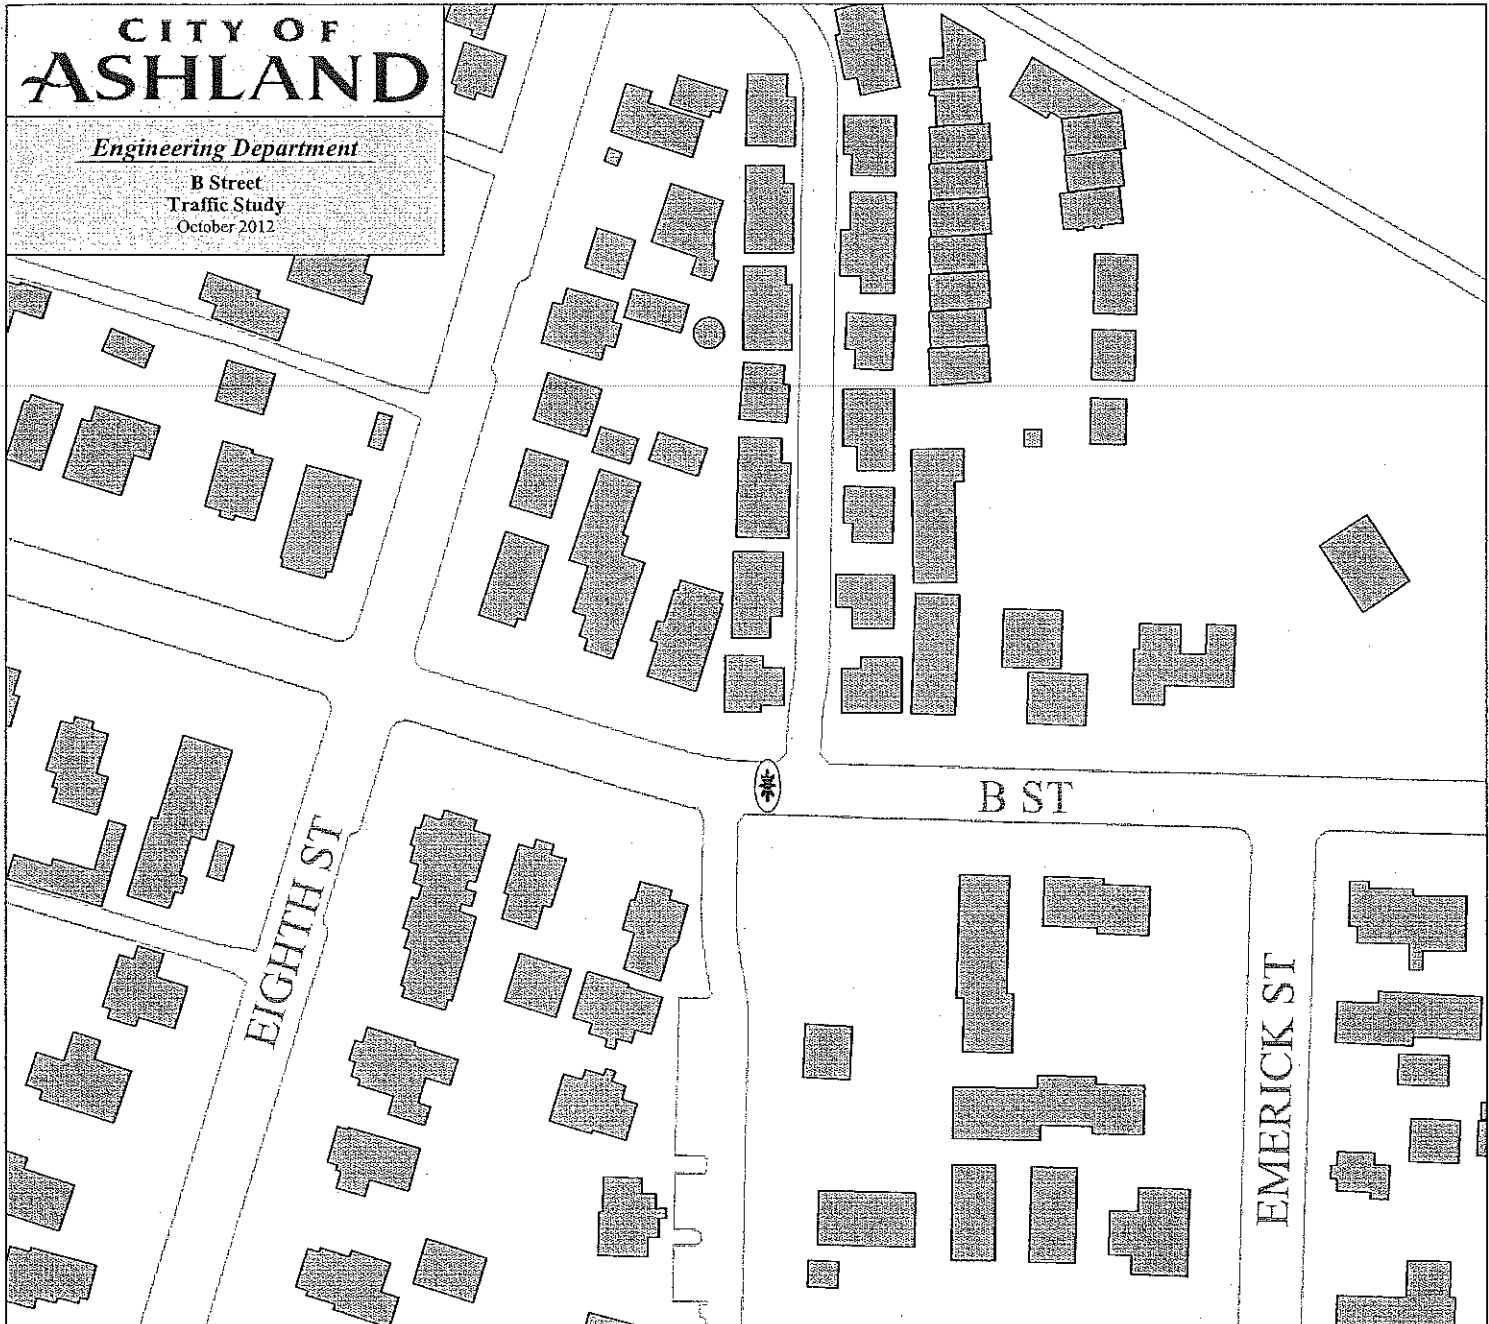 CITY OF
ASHLAND
Engineering Department
B Street
Traffic Study
October 2012
B ST
EIGHTH ST
EMERICK ST